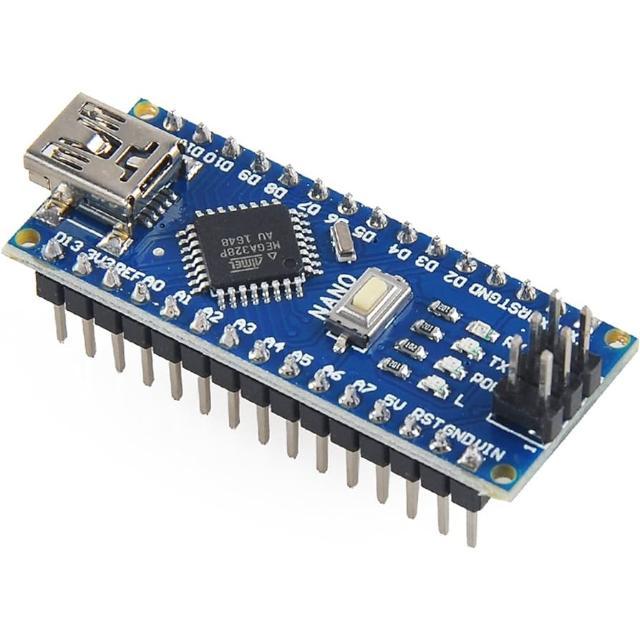 D10
D9
D8
D7
D6
D5
D4
D3
D2
GND
RST
MEGA328P
AU 1648
ATMEL
NANO
TX
L
1
D13
3V3
REF
A0
A1
A2
A3
A4
A5
A6
A7
5V
RST
GND
VIN